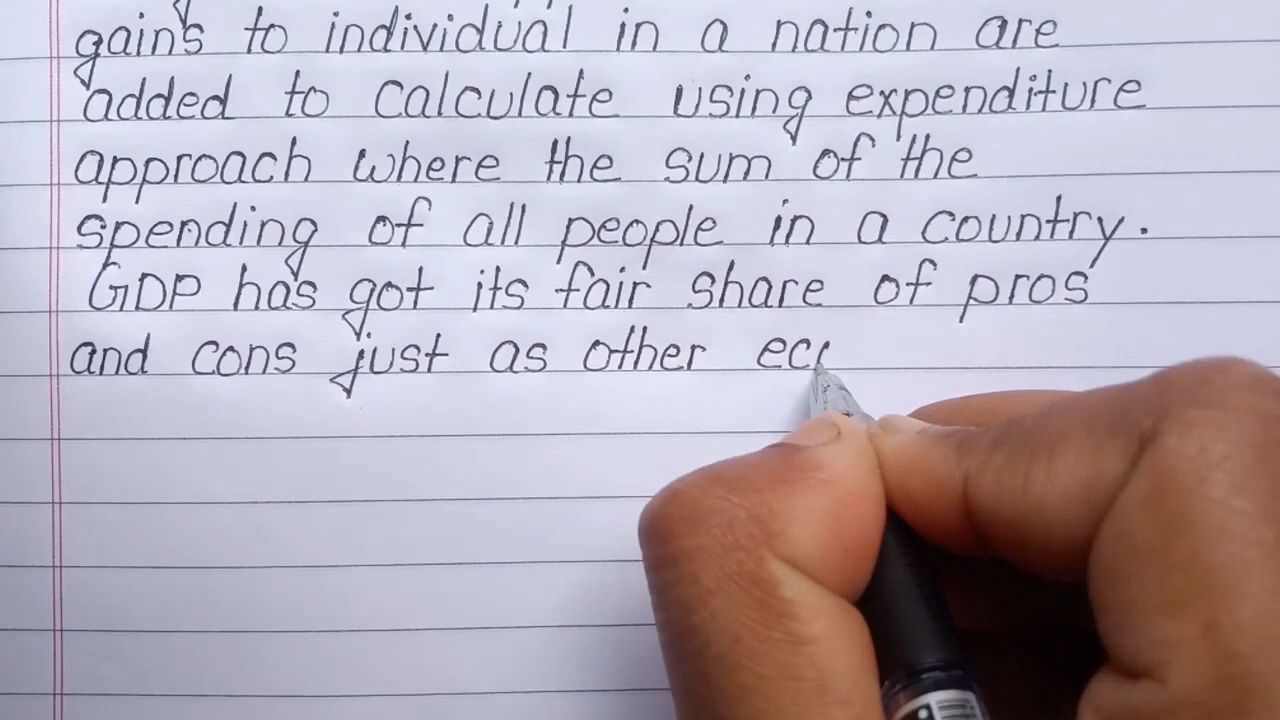 gains to individual in a nation are
added to calculate using expenditure
approach where the sum of the
spending of all people in a country.
GDP has got its fair share of pros
and cons just as other ec